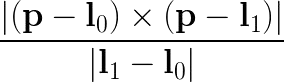 |(𝐩 − 𝐥₀) × (𝐩 − 𝐥₁)|
|𝐥₁ − 𝐥₀|